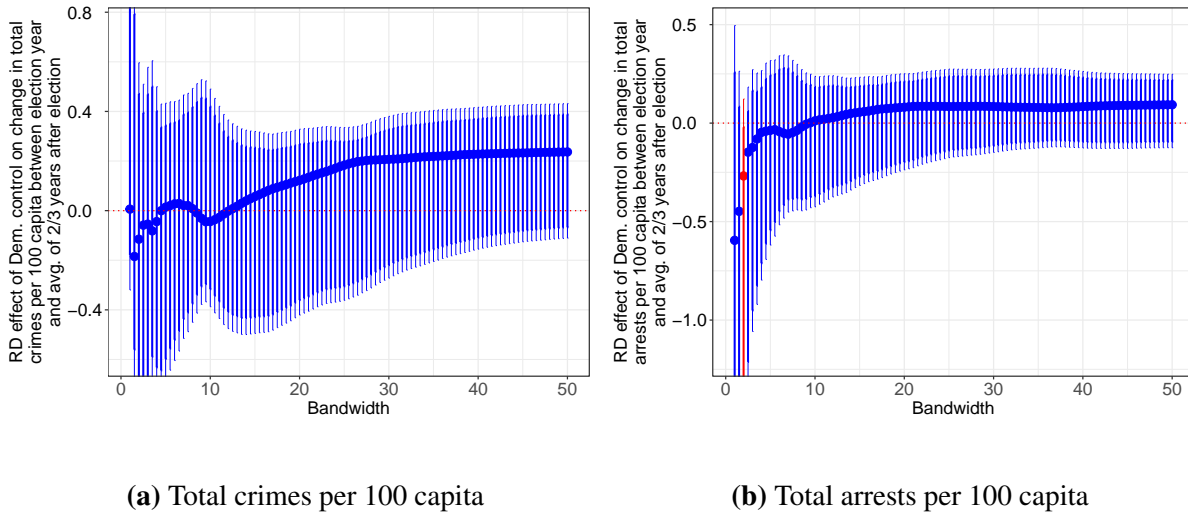 RD effect of Dem. control on change in total
crimes per 100 capita between election year
and avg. of 2/3 years after election
0.8
0.4
0.0
−0.4
0
10
20
30
40
50
Bandwidth
(a) Total crimes per 100 capita
RD effect of Dem. control on change in total
arrests per 100 capita between election year
and avg. of 2/3 years after election
0.5
0.0
−0.5
−1.0
0
10
20
30
40
50
Bandwidth
(b) Total arrests per 100 capita